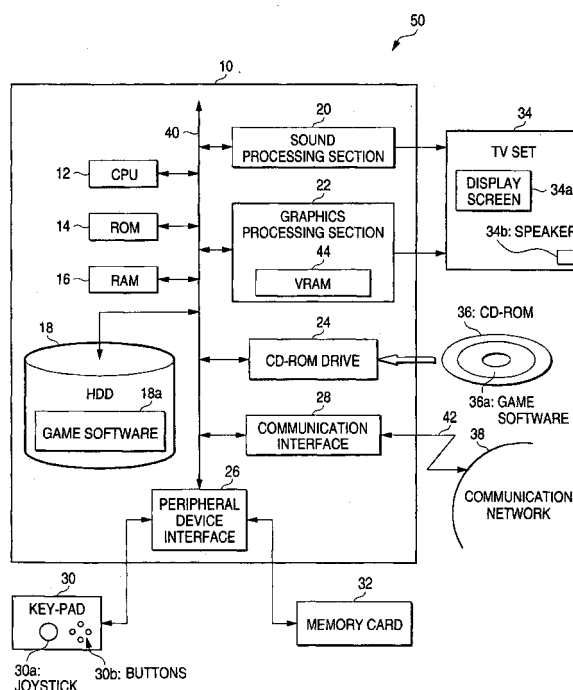 50
10
40
20
SOUND
PROCESSING SECTION
34
TV SET
DISPLAY
SCREEN
34a
34b: SPEAKER
12
CPU
22
GRAPHICS
PROCESSING SECTION
44
VRAM
14
ROM
16
RAM
18
HDD
18a
GAME SOFTWARE
24
CD-ROM DRIVE
36: CD-ROM
36a: GAME
SOFTWARE
28
COMMUNICATION
INTERFACE
42
38
COMMUNICATION
NETWORK
26
PERIPHERAL
DEVICE
INTERFACE
30
KEY-PAD
30a:
JOYSTICK
30b: BUTTONS
32
MEMORY CARD